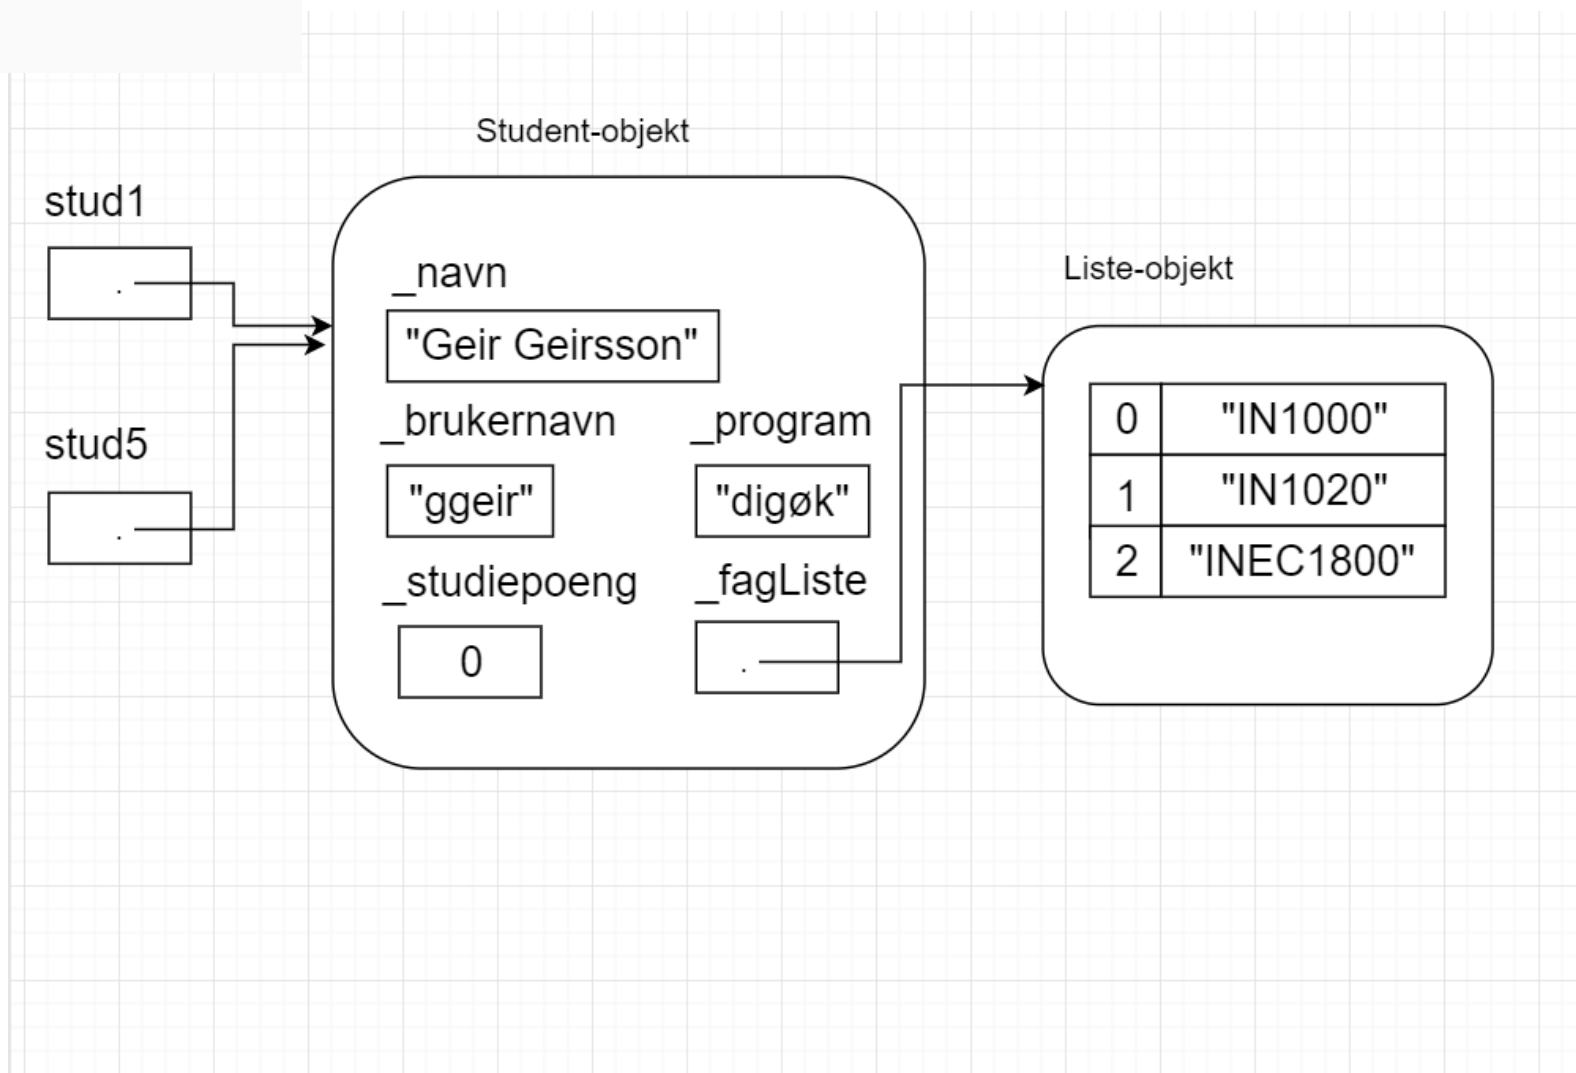 Student-objekt
stud1
stud5
_navn
"Geir Geirsson"
_brukernavn
"ggeir"
_program
"digøk"
_studiepoeng
0
_fagListe
.
.
.
Liste-objekt
0 "IN1000"
1 "IN1020"
2 "INEC1800"